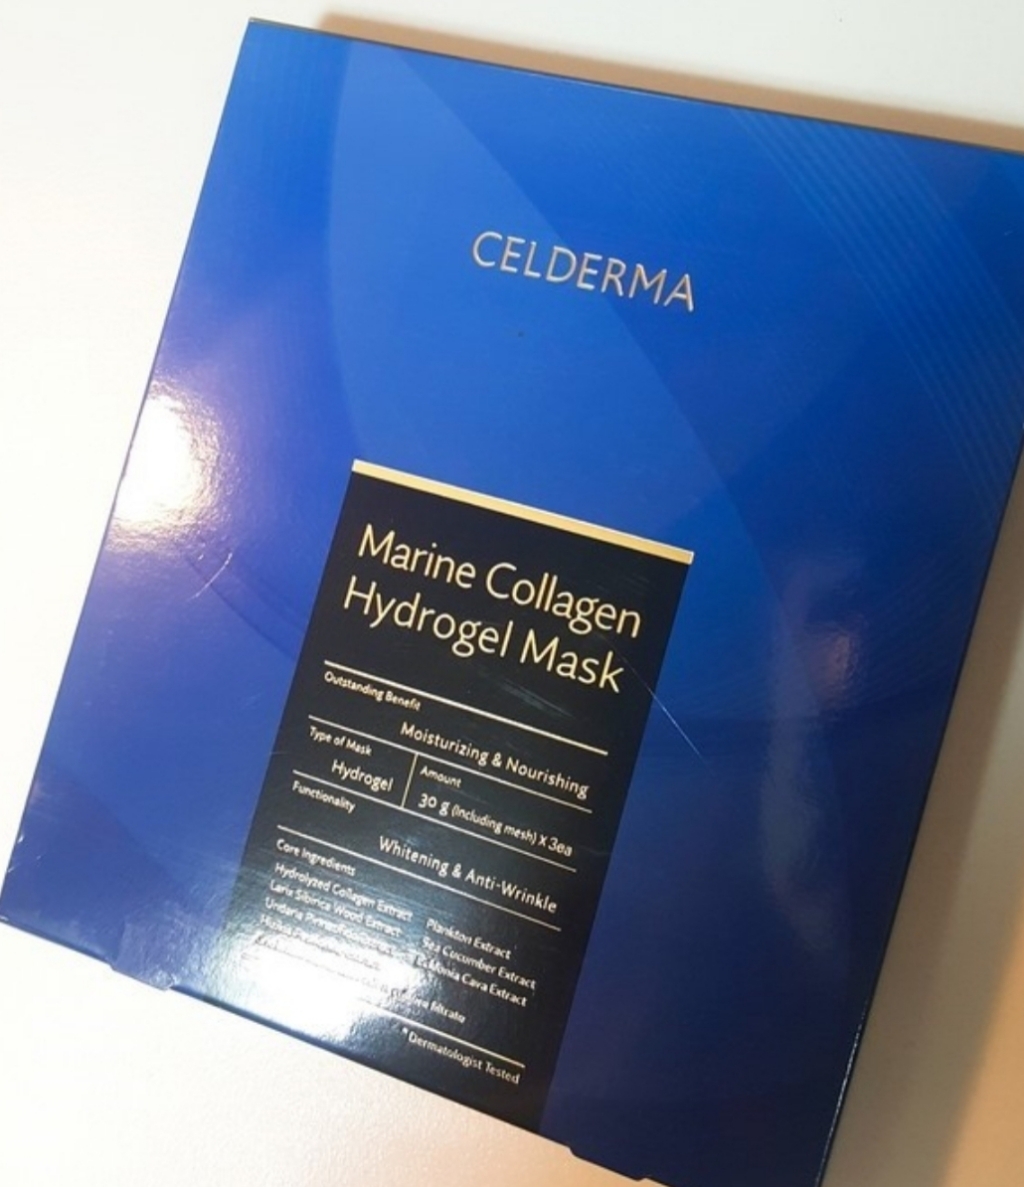 CELDERMA
Marine Collagen
Hydrogel Mask
Outstanding Benefit
Moisturizing & Nourishing
Type of Mask
Hydrogel
Amount
30 g (Including mesh) x 3ea
Functionality
Whitening & Anti-Wrinkle
Core Ingredients
Hydrolyzed Collagen Extract
Larix Sibirica Wood Extract
Undaria
Plankton Extract
Sea Cucumber Extract
Ecklonia Cava Extract
filtrate
*Dermatologist Tested